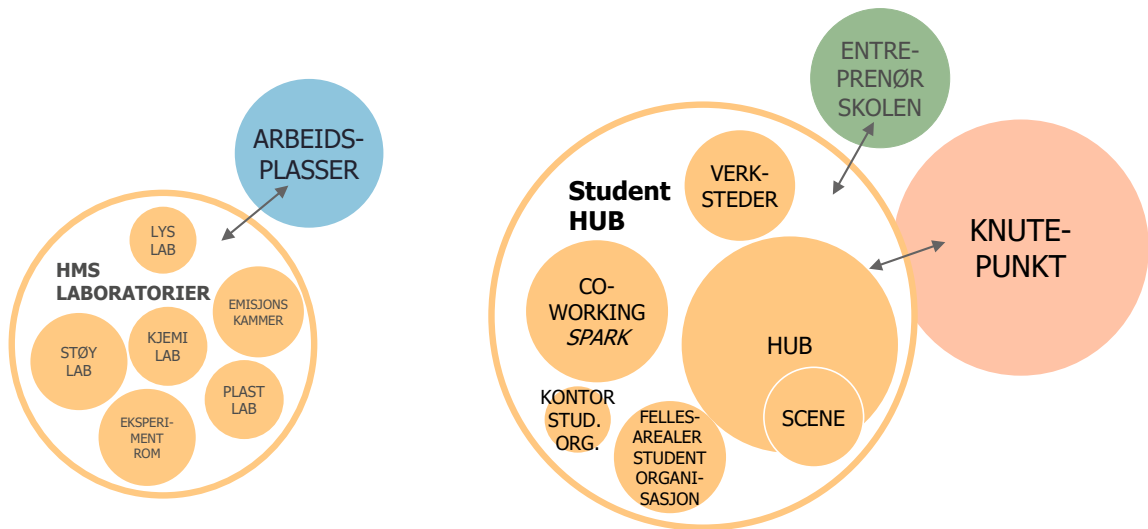 ARBEIDS-
PLASSER
LYS
LAB
HMS
LABORATORIER
EMISJONS
KAMMER
STØY
LAB
KJEMI
LAB
PLAST
LAB
EKSPERI-
MENT
ROM
ENTRE-
PRENØR
SKOLEN
VERK-
STEDER
Student
HUB
KNUTE-
PUNKT
CO-
WORKING
SPARK
HUB
KONTOR
STUD.
ORG.
FELLES-
AREALER
STUDENT
ORGANI-
SASJON
SCENE